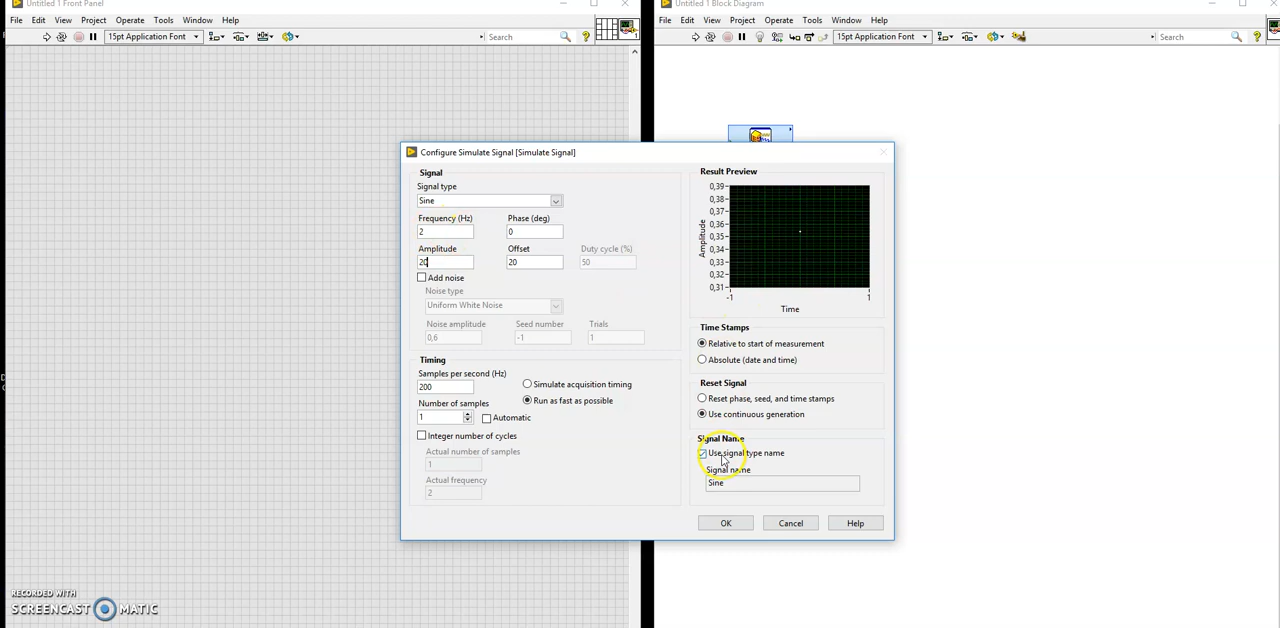 Untitled 1 Front Panel
File Edit View Project Operate Tools Window Help
15pt Application Font
Search
Untitled 1 Block Diagram
File Edit View Project Operate Tools Window Help
15pt Application Font
Search
Configure Simulate Signal [Simulate Signal]
Signal
Signal type
Sine
Frequency (Hz) Phase (deg)
2 0
Amplitude Offset Duty cycle (%)
20 20 50
Add noise
Noise type
Uniform White Noise
Noise amplitude Seed number Trials
0,6 -1 1
Timing
Samples per second (Hz)
200
Simulate acquisition timing
Run as fast as possible
Number of samples
1 Automatic
Integer number of cycles
Actual number of samples
1
Actual frequency
2
Result Preview
Amplitude
0,39
0,38
0,37
0,36
0,35
0,34
0,33
0,32
0,31
-1 1
Time
Time Stamps
Relative to start of measurement
Absolute (date and time)
Reset Signal
Reset phase, seed, and time stamps
Use continuous generation
Signal Name
Use signal type name
Signal name
Sine
OK Cancel Help
RECORDED WITH
SCREENCAST MATIC